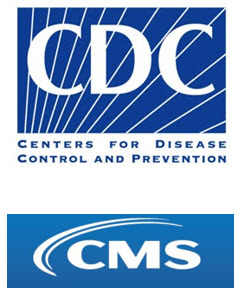 CDC
CENTERS FOR DISEASE
CONTROL AND PREVENTION
CMS